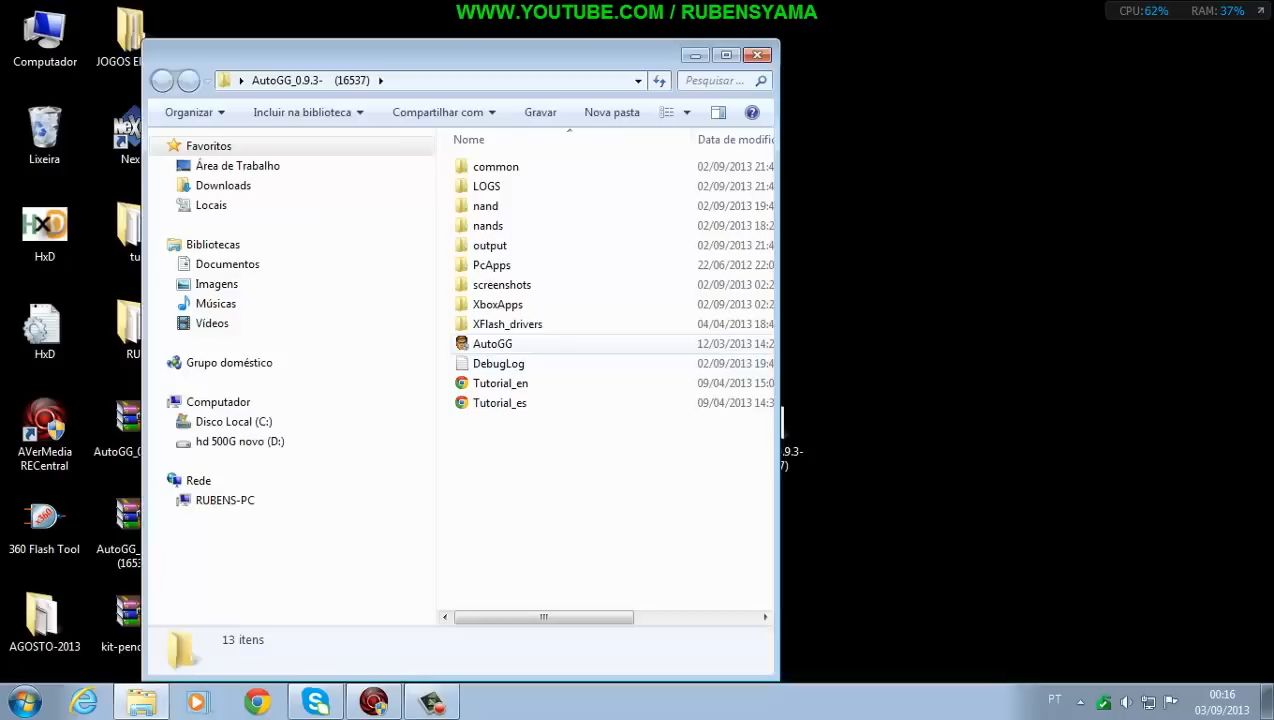 WWW.YOUTUBE.COM / RUBENSYAMA
CPU:62% RAM: 37%
Computador
JOGOS E
Lixeira
Nex
HxD
tu
HxD
RU
AVerMedia
RECentral
AutoGG_0
360 Flash Tool
AutoGG_
(1653
AGOSTO-2013
kit-penc
AutoGG_0.9.3- (16537)
Pesquisar ...
Organizar
Incluir na biblioteca
Compartilhar com
Gravar
Nova pasta
Favoritos
Área de Trabalho
Downloads
Locais
Bibliotecas
Documentos
Imagens
Músicas
Vídeos
Grupo doméstico
Computador
Disco Local (C:)
hd 500G novo (D:)
Rede
RUBENS-PC
Nome Data de modific
common 02/09/2013 21:4
LOGS 02/09/2013 21:4
nand 02/09/2013 19:4
nands 02/09/2013 18:2
output 02/09/2013 21:4
PcApps 22/06/2012 22:0
screenshots 02/09/2013 02:2
XboxApps 02/09/2013 02:2
XFlash_drivers 04/04/2013 18:4
AutoGG 12/03/2013 14:2
DebugLog 02/09/2013 19:4
Tutorial_en 09/04/2013 15:0
Tutorial_es 09/04/2013 14:3
13 itens
.9.3-
7)
PT
00:16
03/09/2013